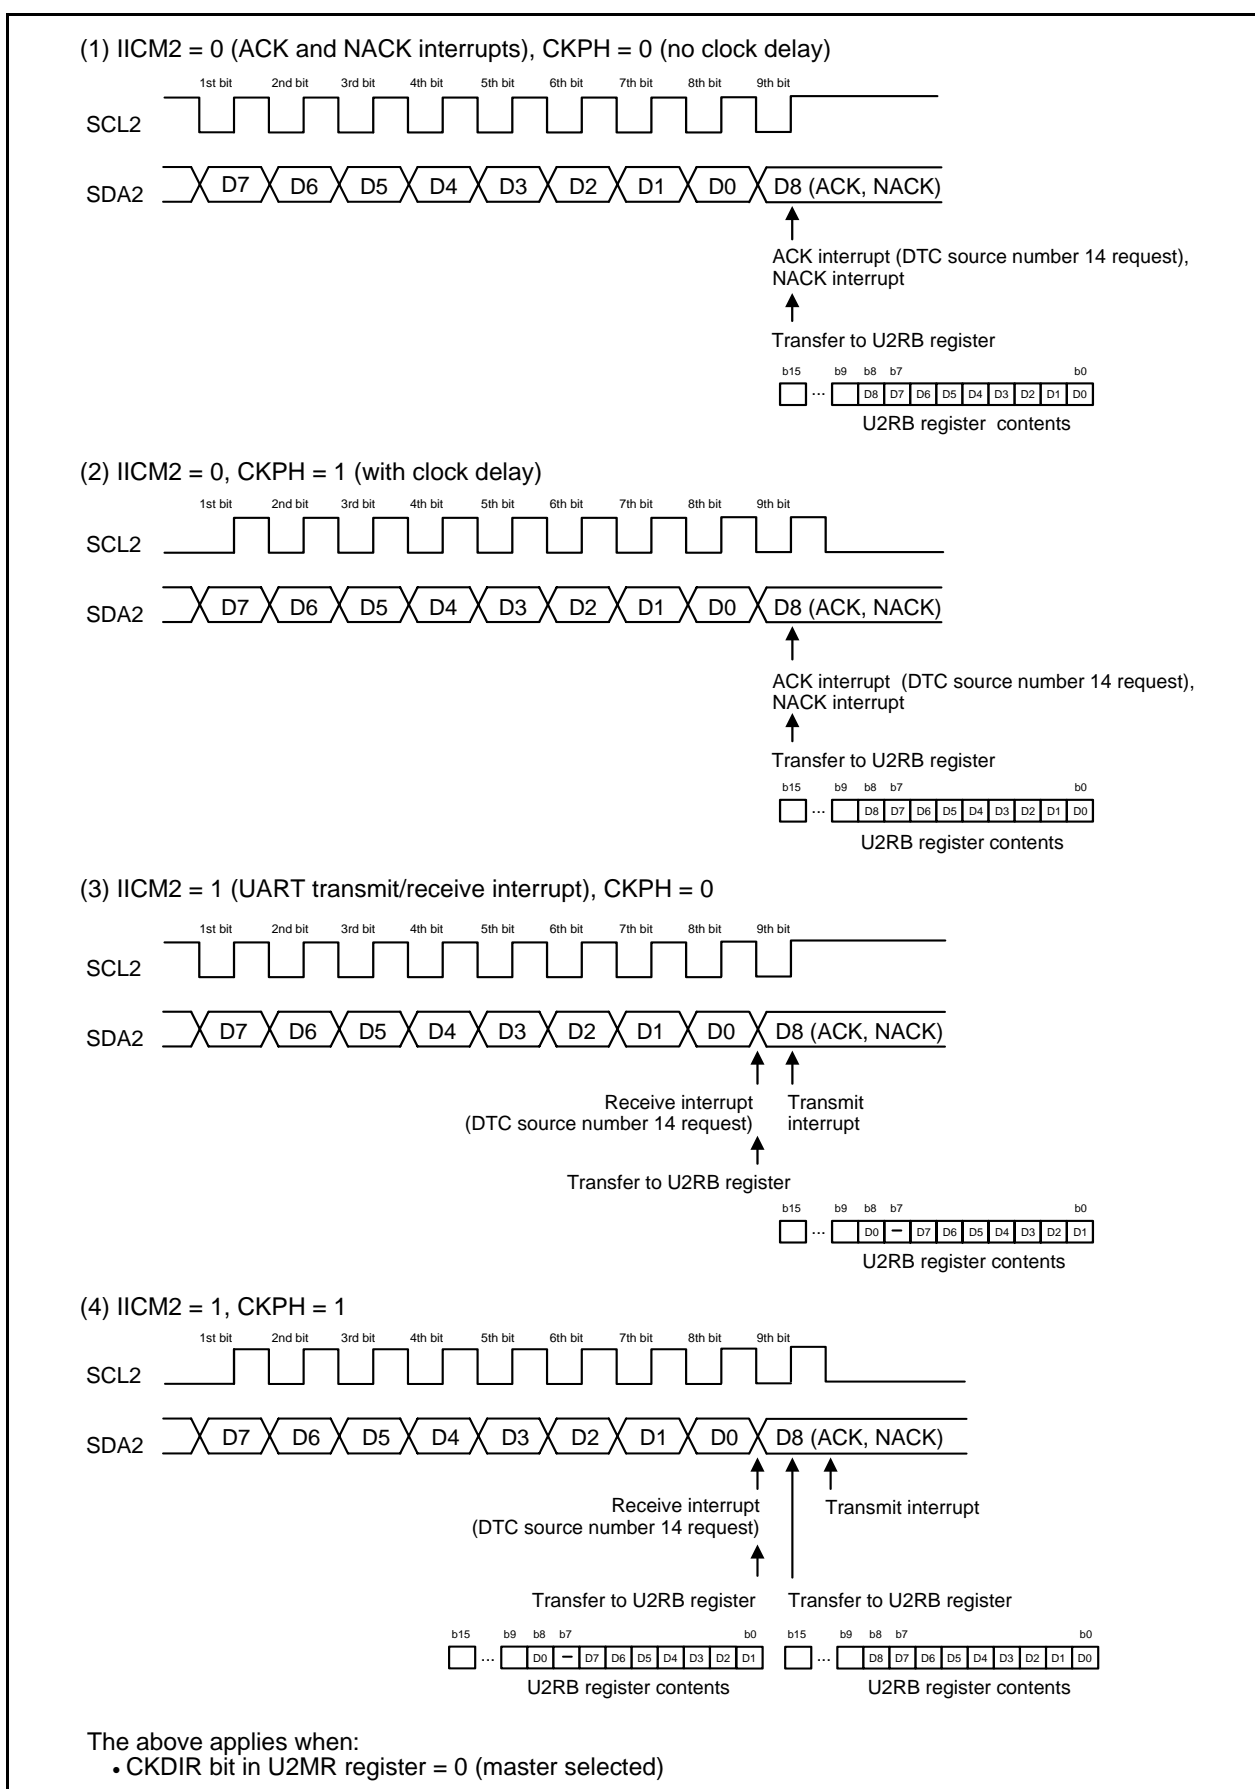 (1) IICM2 = 0 (ACK and NACK interrupts), CKPH = 0 (no clock delay)
1st bit 2nd bit 3rd bit 4th bit 5th bit 6th bit 7th bit 8th bit 9th bit
SCL2
SDA2 D7 D6 D5 D4 D3 D2 D1 D0 D8 (ACK, NACK)
ACK interrupt (DTC source number 14 request),
NACK interrupt
Transfer to U2RB register
b15 b9 b8 b7 b0
... D8 D7 D6 D5 D4 D3 D2 D1 D0
U2RB register contents
(2) IICM2 = 0, CKPH = 1 (with clock delay)
1st bit 2nd bit 3rd bit 4th bit 5th bit 6th bit 7th bit 8th bit 9th bit
SCL2
SDA2 D7 D6 D5 D4 D3 D2 D1 D0 D8 (ACK, NACK)
ACK interrupt (DTC source number 14 request),
NACK interrupt
Transfer to U2RB register
b15 b9 b8 b7 b0
... D8 D7 D6 D5 D4 D3 D2 D1 D0
U2RB register contents
(3) IICM2 = 1 (UART transmit/receive interrupt), CKPH = 0
1st bit 2nd bit 3rd bit 4th bit 5th bit 6th bit 7th bit 8th bit 9th bit
SCL2
SDA2 D7 D6 D5 D4 D3 D2 D1 D0 D8 (ACK, NACK)
Receive interrupt Transmit
(DTC source number 14 request) interrupt
Transfer to U2RB register
b15 b9 b8 b7 b0
... D0 – D7 D6 D5 D4 D3 D2 D1
U2RB register contents
(4) IICM2 = 1, CKPH = 1
1st bit 2nd bit 3rd bit 4th bit 5th bit 6th bit 7th bit 8th bit 9th bit
SCL2
SDA2 D7 D6 D5 D4 D3 D2 D1 D0 D8 (ACK, NACK)
Receive interrupt Transmit interrupt
(DTC source number 14 request)
Transfer to U2RB register Transfer to U2RB register
b15 b9 b8 b7 b0 b15 b9 b8 b7 b0
... D0 – D7 D6 D5 D4 D3 D2 D1 ... D8 D7 D6 D5 D4 D3 D2 D1 D0
U2RB register contents U2RB register contents
The above applies when:
• CKDIR bit in U2MR register = 0 (master selected)